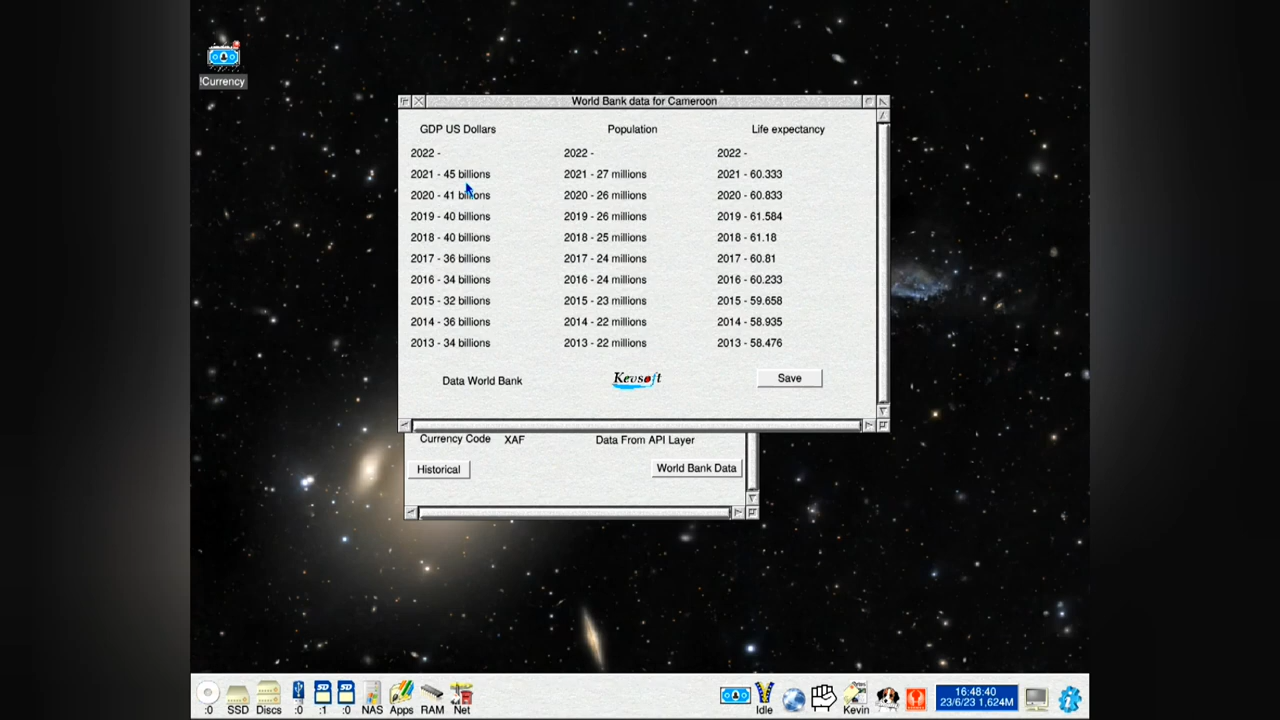 !Currency
World Bank data for Cameroon
GDP US Dollars Population Life expectancy
2022 - 2022 - 2022 -
2021 - 45 billions 2021 - 27 millions 2021 - 60.333
2020 - 41 billions 2020 - 26 millions 2020 - 60.833
2019 - 40 billions 2019 - 26 millions 2019 - 61.584
2018 - 40 billions 2018 - 25 millions 2018 - 61.18
2017 - 36 billions 2017 - 24 millions 2017 - 60.81
2016 - 34 billions 2016 - 24 millions 2016 - 60.233
2015 - 32 billions 2015 - 23 millions 2015 - 59.658
2014 - 36 billions 2014 - 22 millions 2014 - 58.935
2013 - 34 billions 2013 - 22 millions 2013 - 58.476
Data World Bank Kevsoft Save
Currency Code XAF Data From API Layer
Historical World Bank Data
16:48:40
:0 SSD Discs :0 :1 :0 NAS Apps RAM Net Idle Kevin 23/6/23 1,624M